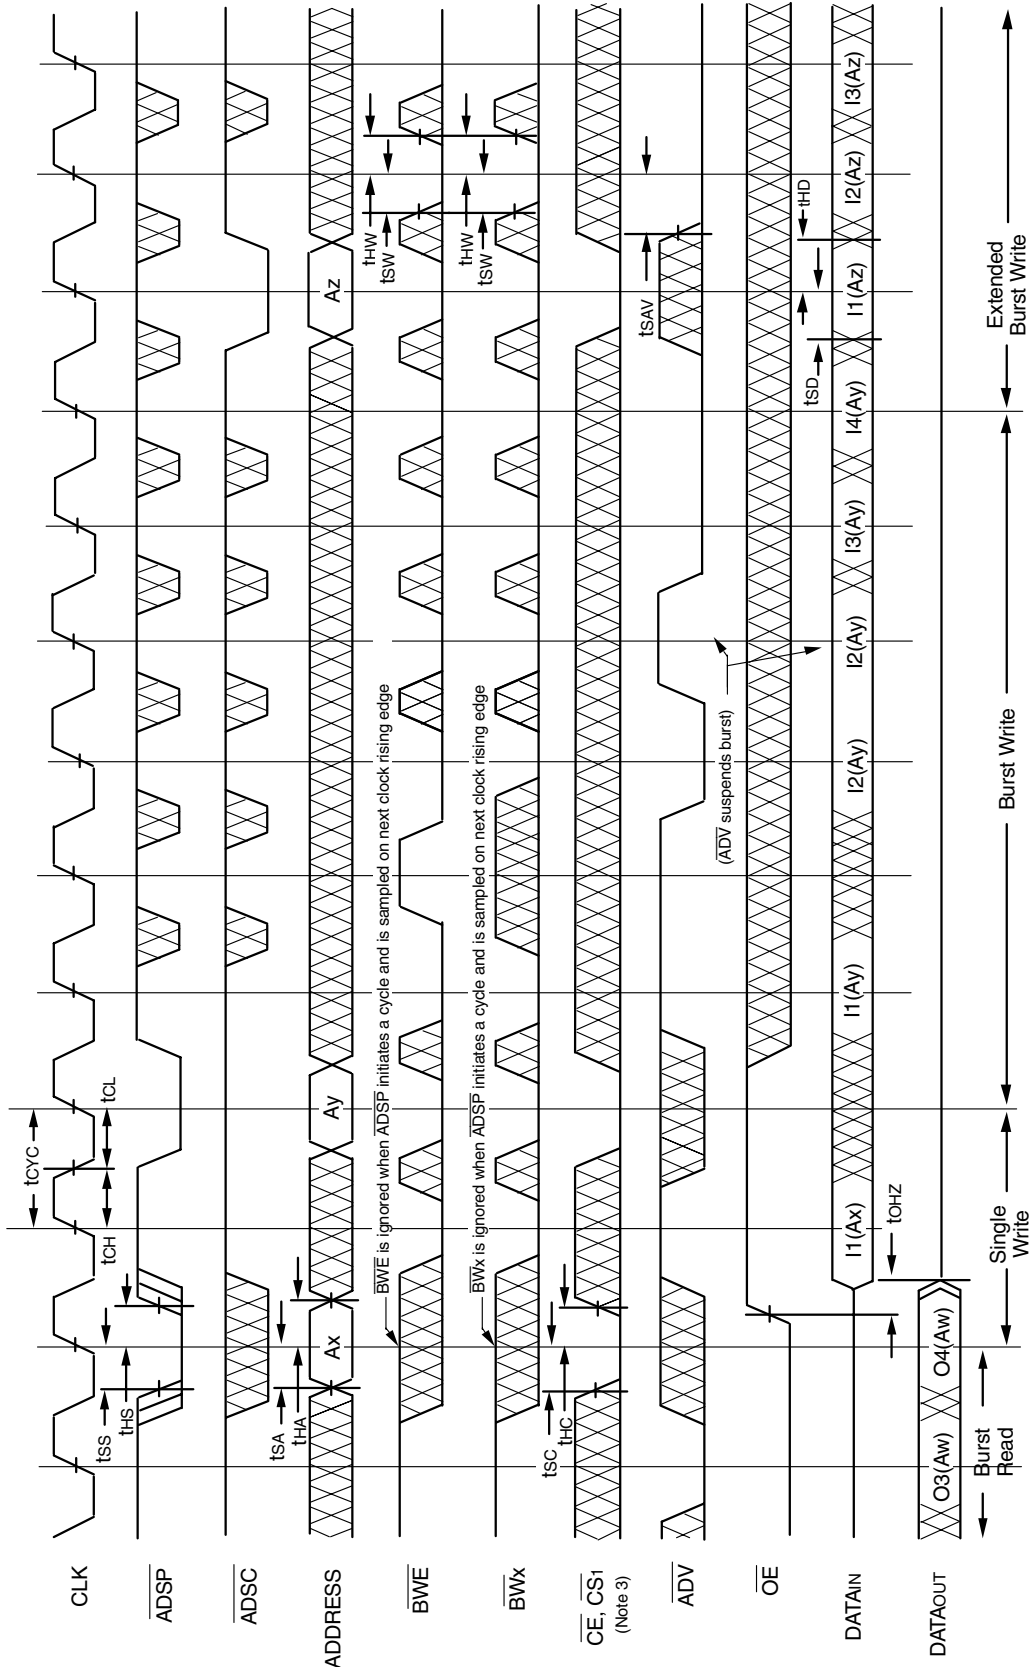 CLK
tCYC
tCH
tCL
ADSP
tSS
tHS
ADSC
ADDRESS
tSA
tHA
Ax
Ay
Az
BWE
BWE is ignored when ADSP initiates a cycle and is sampled on next clock rising edge
tHW
tSW
BWx
BWx is ignored when ADSP initiates a cycle and is sampled on next clock rising edge
tHW
tSW
CE, CS1
(Note 3)
tSC
tHC
ADV
tSAV
(ADV suspends burst)
OE
DATAIN
I1(Ax)
I1(Ay)
I2(Ay)
I2(Ay)
I3(Ay)
I4(Ay)
I1(Az)
I2(Az)
I3(Az)
tOHZ
tSD
tHD
DATAOUT
O3(Aw)
O4(Aw)
Burst
Read
Single
Write
Burst Write
Extended
Burst Write